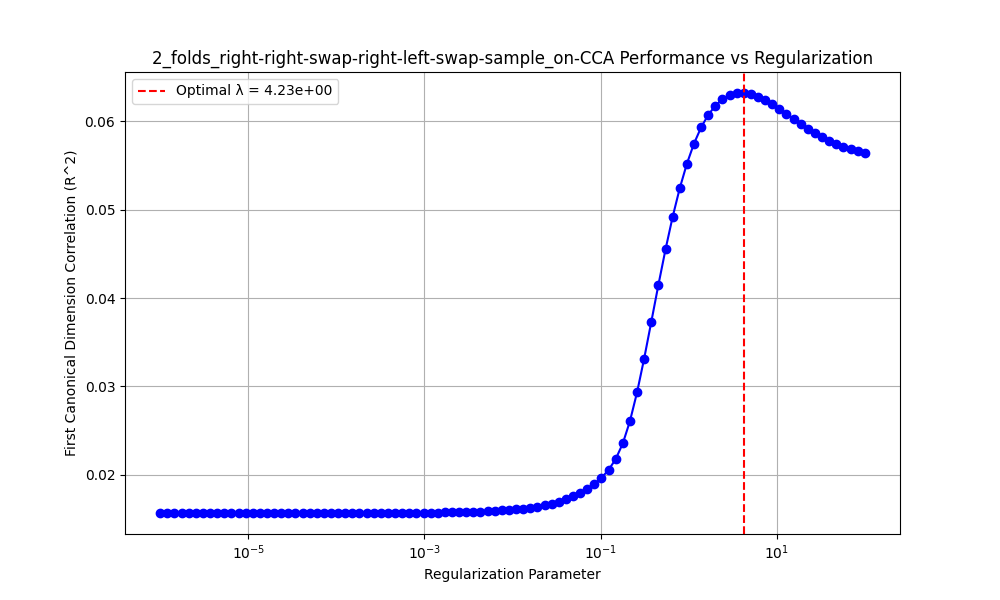 2_folds_right-right-swap-right-left-swap-sample_on-CCA Performance vs Regularization
Optimal λ = 4.23e+00
First Canonical Dimension Correlation (R^2)
0.06
0.05
0.04
0.03
0.02
10⁻⁵ 10⁻³ 10⁻¹ 10¹
Regularization Parameter